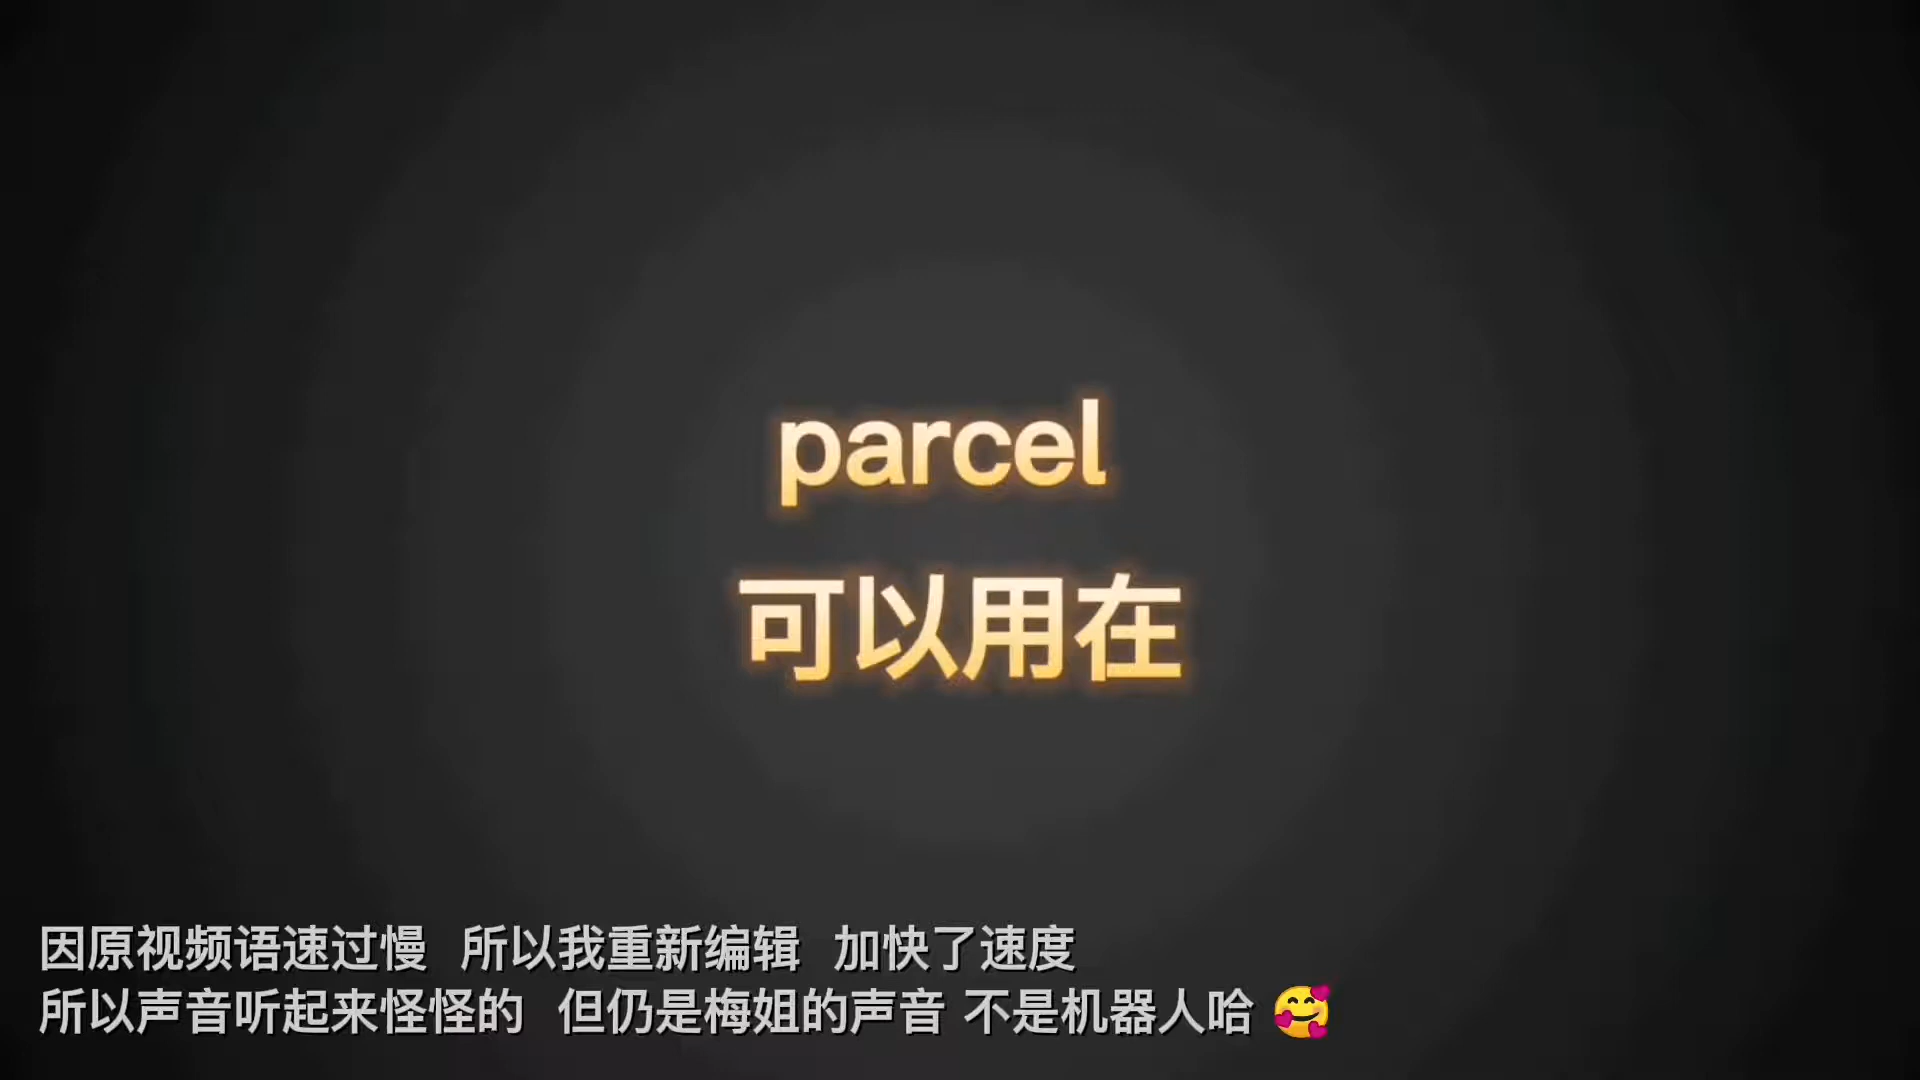 parcel
可以用在
因原视频语速过慢 所以我重新编辑 加快了速度
所以声音听起来怪怪的 但仍是梅姐的声音 不是机器人哈 🥰